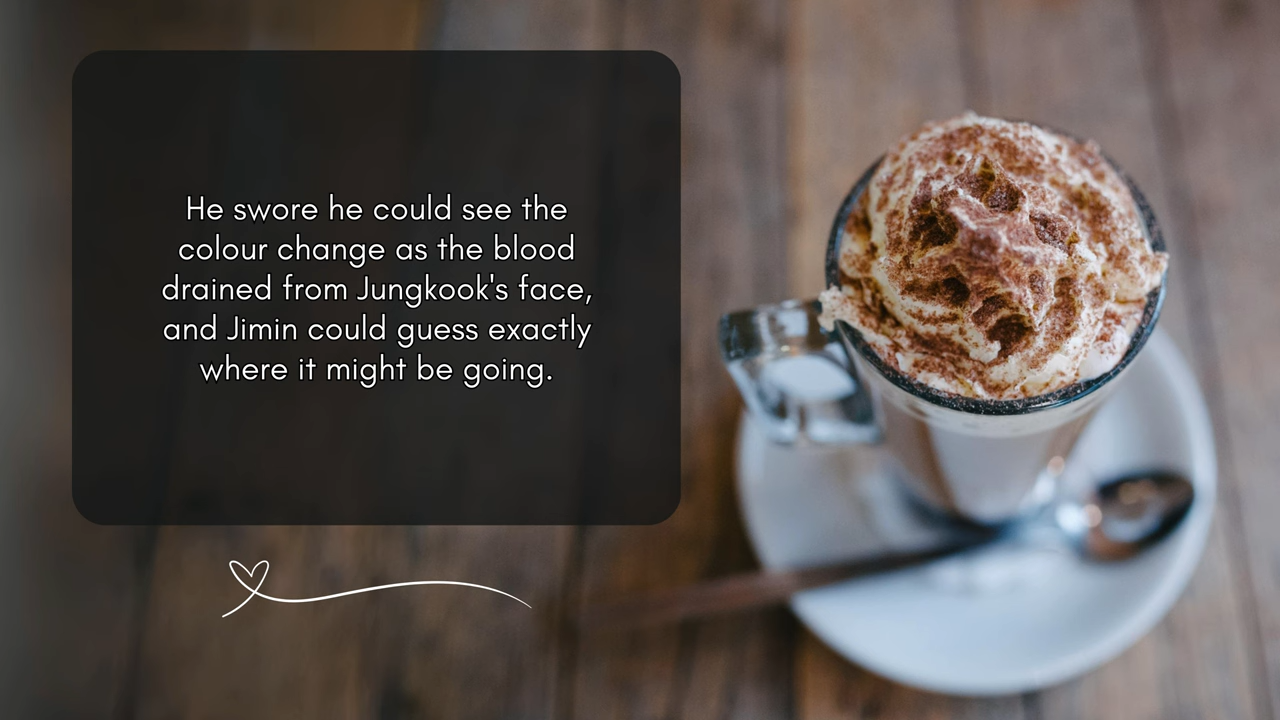 He swore he could see the
colour change as the blood
drained from Jungkook's face,
and Jimin could guess exactly
where it might be going.